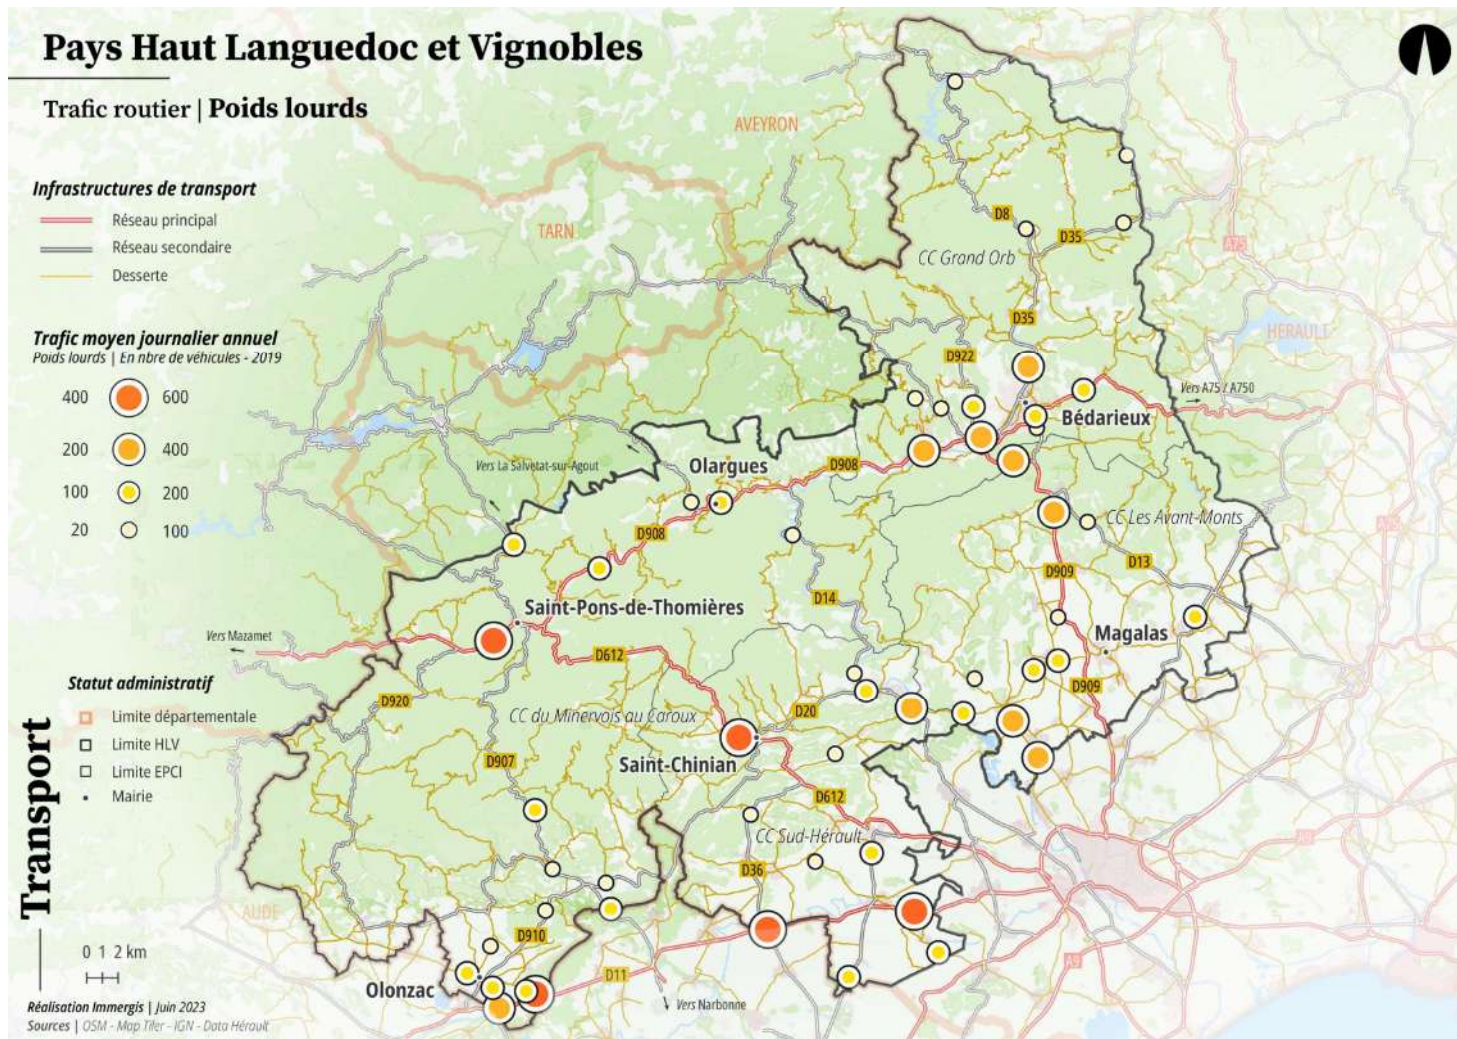 Pays Haut Languedoc et Vignobles
Trafic routier | Poids lourds
Infrastructures de transport
Réseau principal
Réseau secondaire
Desserte
Trafic moyen journalier annuel
Poids lourds | En nbre de véhicules - 2019
400 600
200 400
100 200
20 100
Statut administratif
Limite départementale
Limite HLV
Limite EPCI
Mairie
Transport
0 1 2 km
Réalisation Immergis | Juin 2023
Sources | OSM - Map Tiler - IGN - Data Hérault
AVEYRON
TARN
HERAULT
AUDE
A75
D8
D35
CC Grand Orb
D35
D922
Vers A75 / A750
Bédarieux
Vers La Salvetat-sur-Agout
Olargues
D908
D908
CC Les Avant-Monts
A75
D13
D909
D14
Saint-Pons-de-Thomières
Vers Mazamet
Magalas
D612
D909
D920
CC du Minervois au Caroux
D20
D907
Saint-Chinian
D612
CC Sud-Hérault
A9
D36
D910
D11
A9
Olonzac
Vers Narbonne